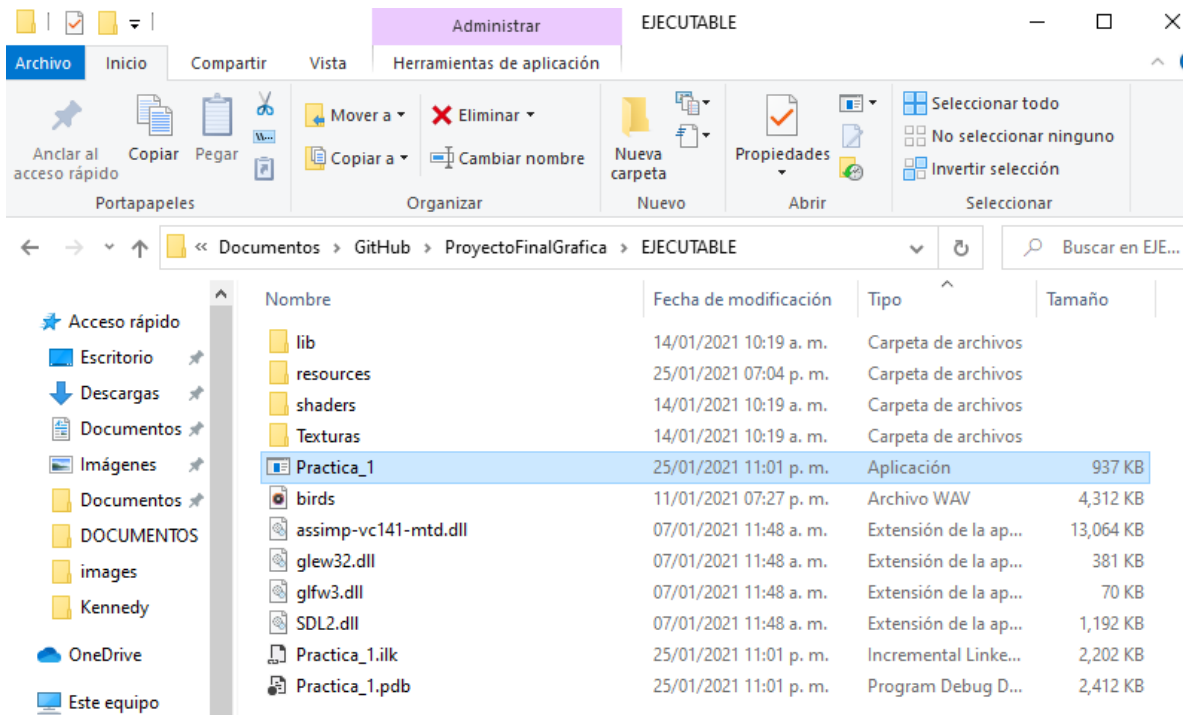 Administrar EJECUTABLE
Archivo Inicio Compartir Vista Herramientas de aplicación
Anclar al acceso rápido
Copiar
Pegar
Portapapeles
Mover a
Copiar a
Eliminar
Cambiar nombre
Organizar
Nueva carpeta
Nuevo
Propiedades
Abrir
Seleccionar todo
No seleccionar ninguno
Invertir selección
Seleccionar
« Documentos > GitHub > ProyectoFinalGrafica > EJECUTABLE
Buscar en EJE...
Acceso rápido
Escritorio
Descargas
Documentos
Imágenes
Documentos
DOCUMENTOS
images
Kennedy
OneDrive
Este equipo
Nombre Fecha de modificación Tipo Tamaño
lib 14/01/2021 10:19 a. m. Carpeta de archivos
resources 25/01/2021 07:04 p. m. Carpeta de archivos
shaders 14/01/2021 10:19 a. m. Carpeta de archivos
Texturas 14/01/2021 10:19 a. m. Carpeta de archivos
Practica_1 25/01/2021 11:01 p. m. Aplicación 937 KB
birds 11/01/2021 07:27 p. m. Archivo WAV 4,312 KB
assimp-vc141-mtd.dll 07/01/2021 11:48 a. m. Extensión de la ap... 13,064 KB
glew32.dll 07/01/2021 11:48 a. m. Extensión de la ap... 381 KB
glfw3.dll 07/01/2021 11:48 a. m. Extensión de la ap... 70 KB
SDL2.dll 07/01/2021 11:48 a. m. Extensión de la ap... 1,192 KB
Practica_1.ilk 25/01/2021 11:01 p. m. Incremental Linke... 2,202 KB
Practica_1.pdb 25/01/2021 11:01 p. m. Program Debug D... 2,412 KB